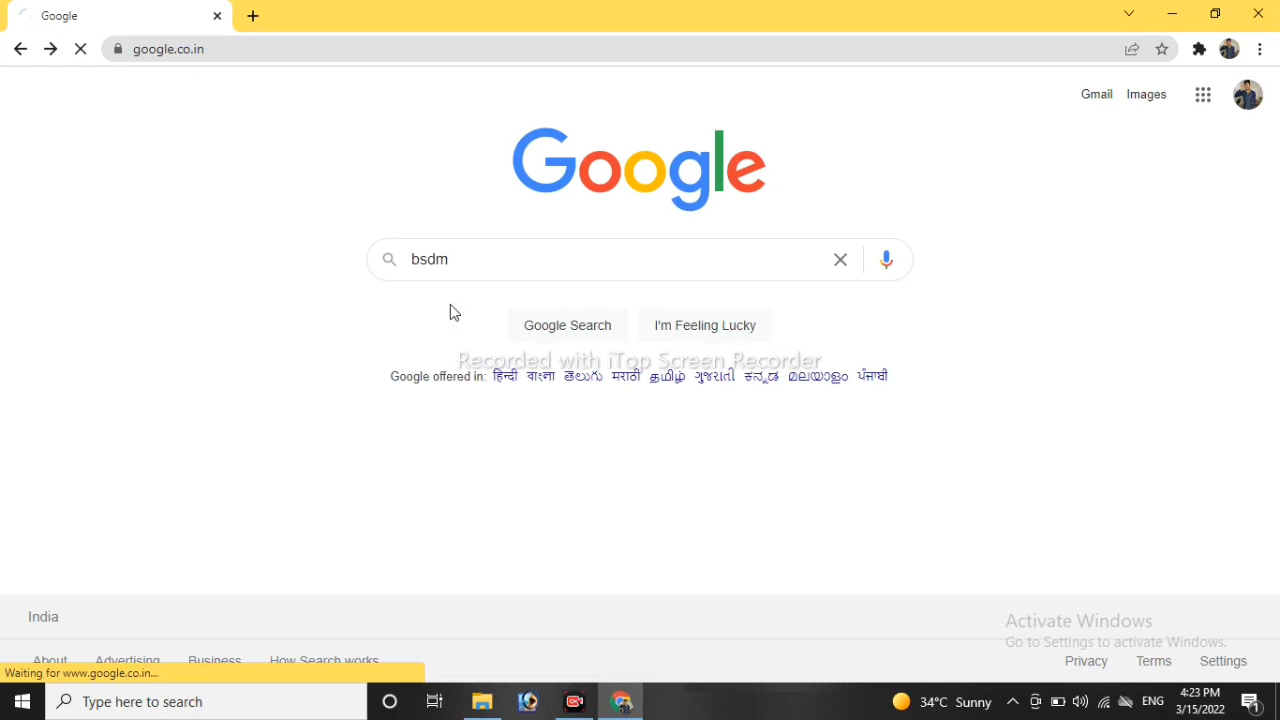 Google
google.co.in
Gmail Images
Google
bsdm
Google Search I'm Feeling Lucky
Recorded with iTop Screen Recorder
Google offered in: हिन्दी বাংলা తెలుగు मराठी தமிழ் ગુજરાતી ಕನ್ನಡ മലയാളം ਪੰਜਾਬੀ
India
Activate Windows
Go to Settings to activate Windows.
About Advertising Business How Search works
Privacy Terms Settings
Waiting for www.google.co.in...
Type here to search
34°C Sunny
ENG
4:23 PM
3/15/2022
1